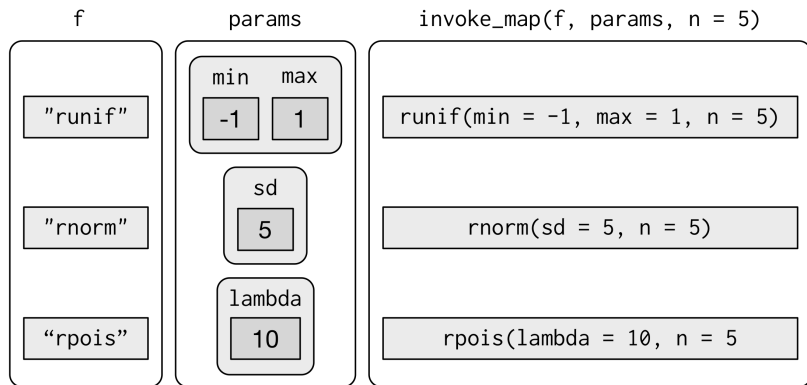 f params invoke_map(f, params, n = 5)
min max
"runif" -1 1 runif(min = -1, max = 1, n = 5)
sd
"rnorm" 5 rnorm(sd = 5, n = 5)
lambda
“rpois” 10 rpois(lambda = 10, n = 5